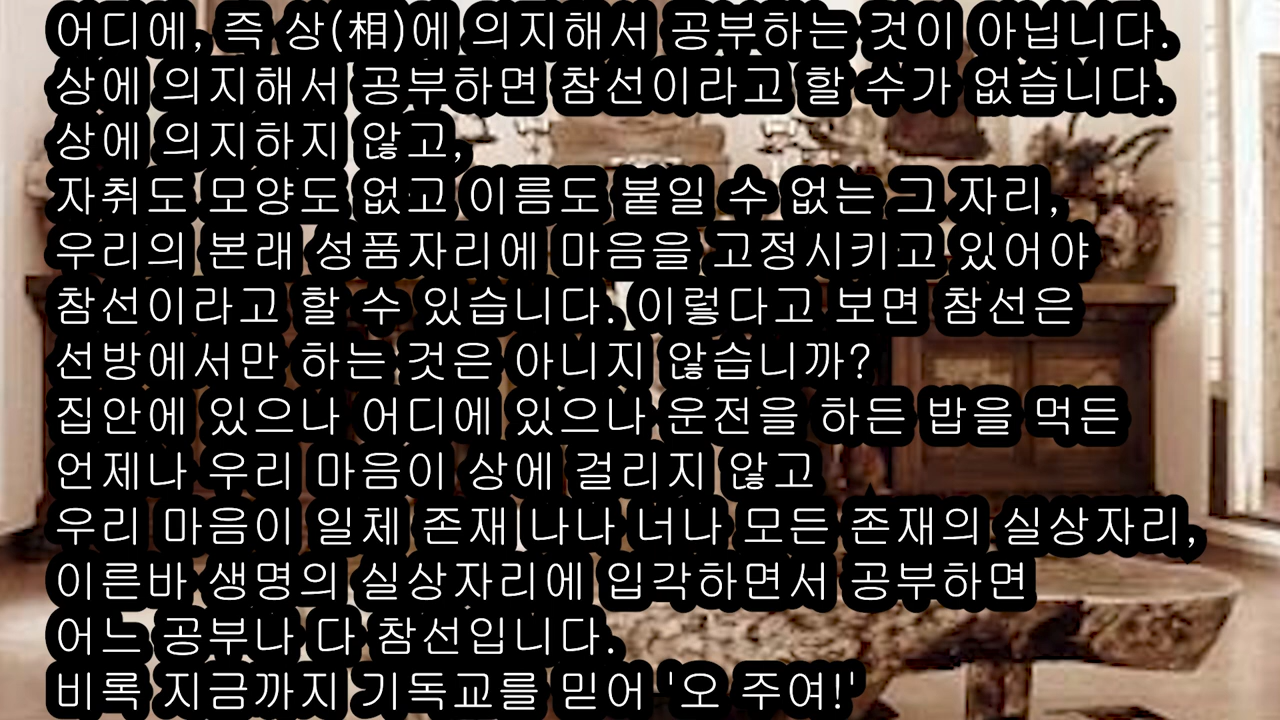 어디에, 즉 상(相)에 의지해서 공부하는 것이 아닙니다.
상에 의지해서 공부하면 참선이라고 할 수가 없습니다.
상에 의지하지 않고,
자취도 모양도 없고 이름도 붙일 수 없는 그 자리,
우리의 본래 성품자리에 마음을 고정시키고 있어야
참선이라고 할 수 있습니다. 이렇다고 보면 참선은
선방에서만 하는 것은 아니지 않습니까?
집안에 있으나 어디에 있으나 운전을 하든 밥을 먹든
언제나 우리 마음이 상에 걸리지 않고
우리 마음이 일체 존재 나나 너나 모든 존재의 실상자리,
이른바 생명의 실상자리에 입각하면서 공부하면
어느 공부나 다 참선입니다.
비록 지금까지 기독교를 믿어 '오 주여!'